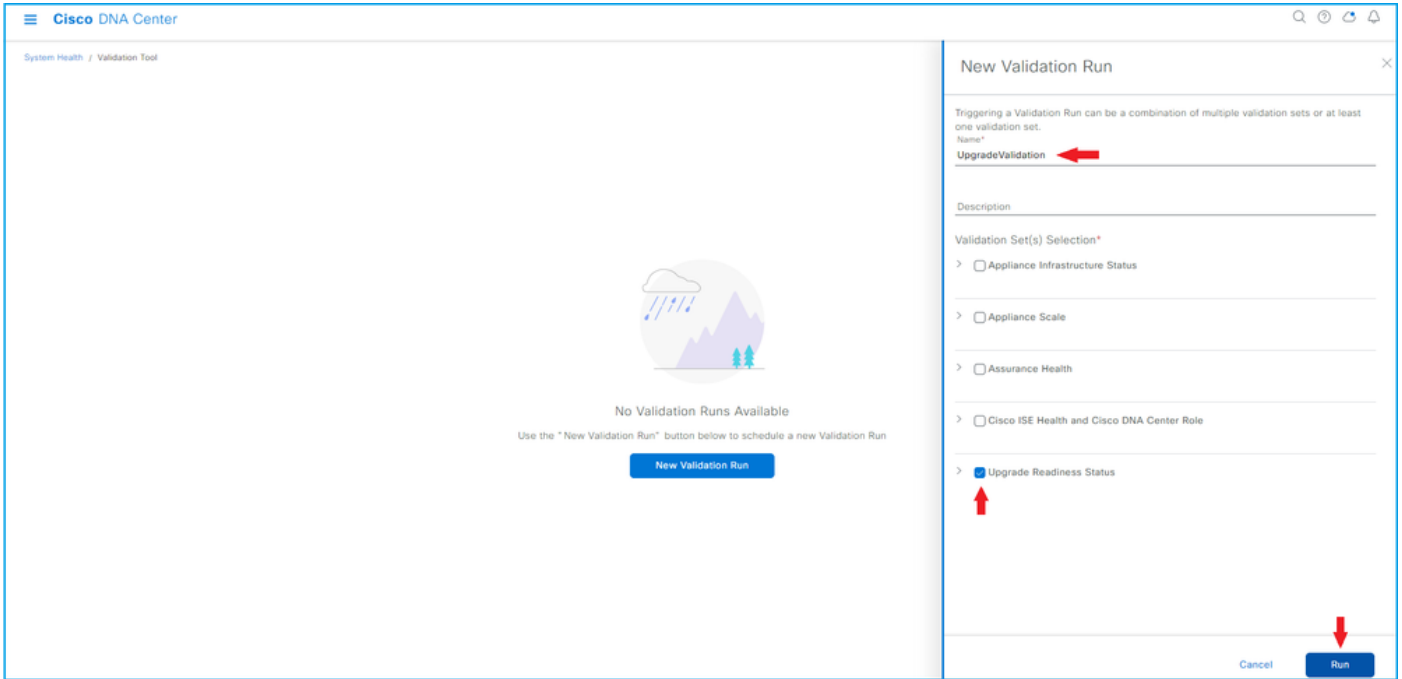 Cisco DNA Center
System Health / Validation Tool
No Validation Runs Available
Use the "New Validation Run" button below to schedule a new Validation Run
New Validation Run
New Validation Run
Triggering a Validation Run can be a combination of multiple validation sets or at least
one validation set.
Name*
UpgradeValidation
Description
Validation Set(s) Selection*
Appliance Infrastructure Status
Appliance Scale
Assurance Health
Cisco ISE Health and Cisco DNA Center Role
Upgrade Readiness Status
Cancel
Run